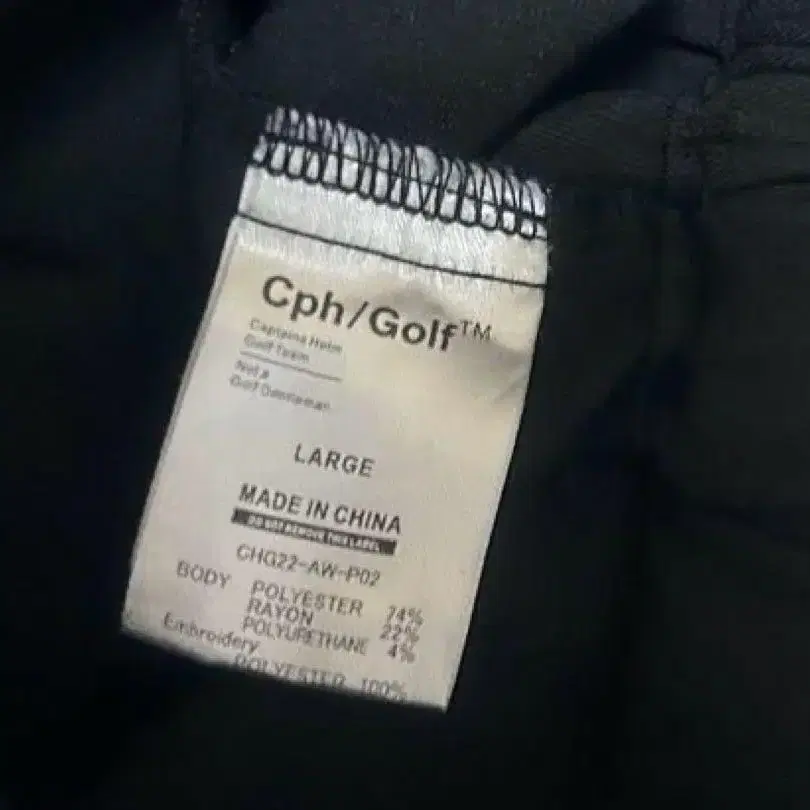 Cph/Golf™
Captains Helm
Golf Team
Not a
Golf Gentleman
LARGE
MADE IN CHINA
DO NOT REMOVE THIS LABEL
CHG22-AW-P02
BODY POLYESTER 74%
RAYON 22%
POLYURETHANE 4%
Embroidery
POLYESTER 100%